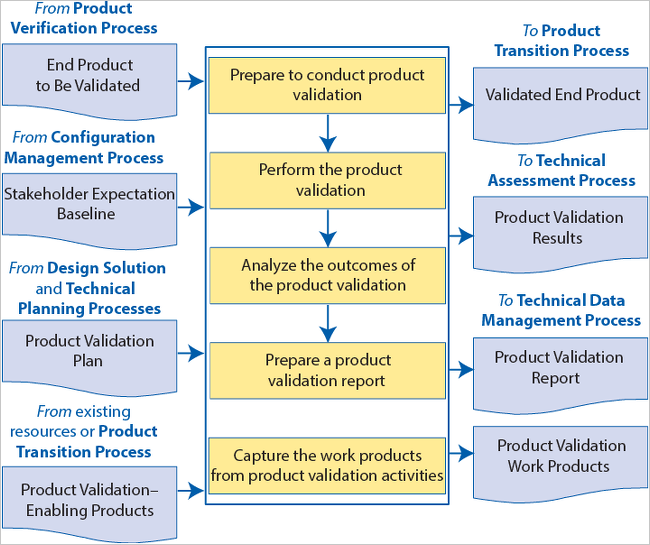 From Product
Verification Process
End Product
to Be Validated
From Configuration
Management Process
Stakeholder Expectation
Baseline
From Design Solution
and Technical
Planning Processes
Product Validation
Plan
From existing
resources or Product
Transition Process
Product Validation–
Enabling Products
Prepare to conduct product
validation
Perform the product
validation
Analyze the outcomes of
the product validation
Prepare a product
validation report
Capture the work products
from product validation activities
To Product
Transition Process
Validated End Product
To Technical
Assessment Process
Product Validation
Results
To Technical Data
Management Process
Product Validation
Report
Product Validation
Work Products